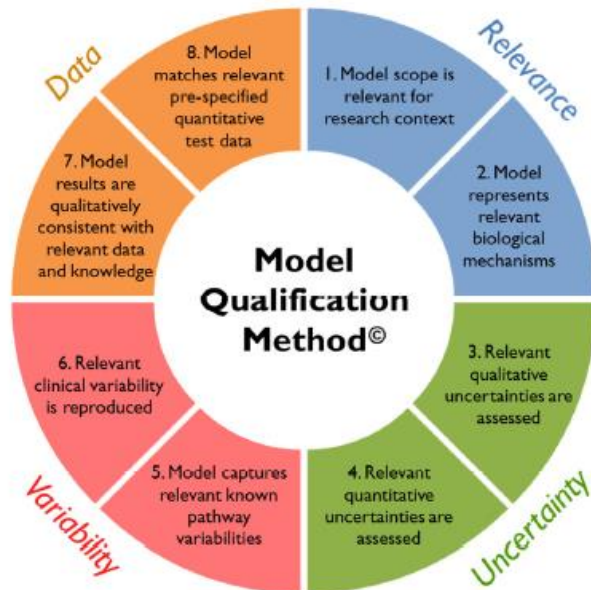 Data
Relevance
8. Model
matches relevant
pre-specified
quantitative
test data
1. Model scope is
relevant for
research context
7. Model
results are
qualitatively
consistent with
relevant data
and knowledge
2. Model
represents
relevant
biological
mechanisms
Model
Qualification
Method©
6. Relevant
clinical variability
is reproduced
3. Relevant
qualitative
uncertainties are
assessed
5. Model captures
relevant known
pathway
variabilities
4. Relevant
quantitative
uncertainties are
assessed
Variability
Uncertainty